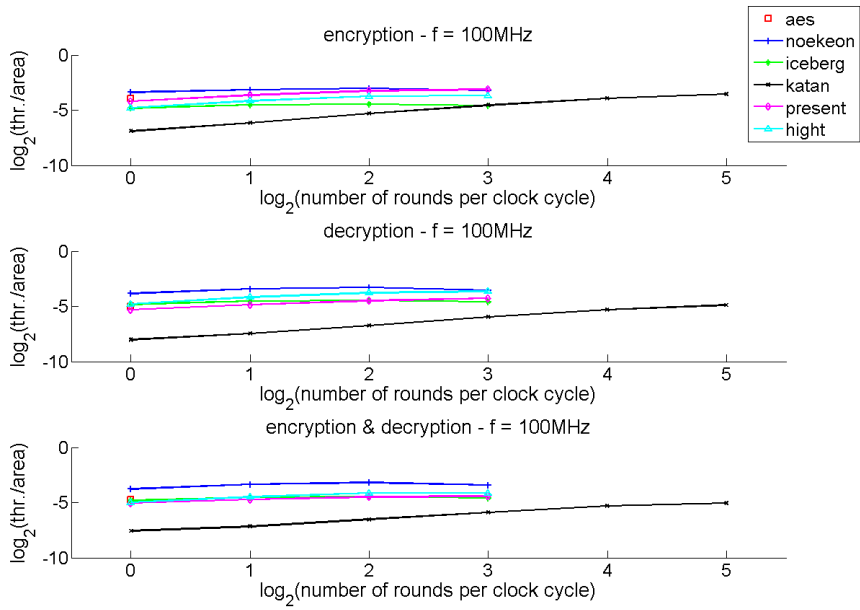 encryption - f = 100MHz
log2(thr./area)
0
-5
-10
0 1 2 3 4 5
log2(number of rounds per clock cycle)
aes
noekeon
iceberg
katan
present
hight
decryption - f = 100MHz
log2(thr./area)
0
-5
-10
0 1 2 3 4 5
log2(number of rounds per clock cycle)
encryption & decryption - f = 100MHz
log2(thr./area)
0
-5
-10
0 1 2 3 4 5
log2(number of rounds per clock cycle)